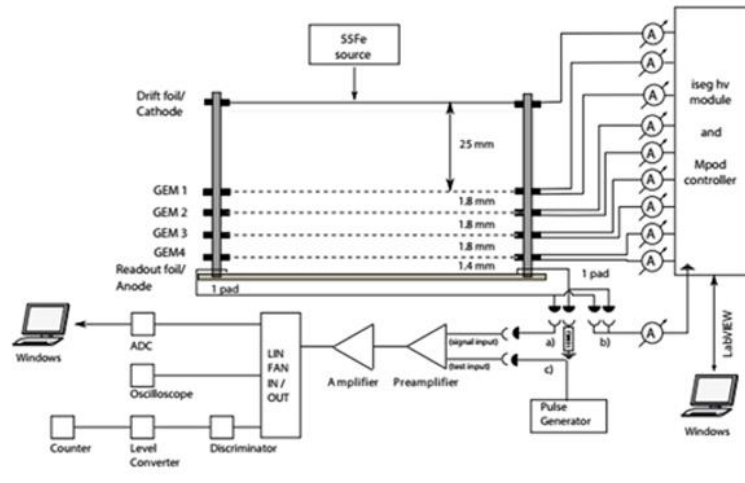 55Fe
source
Drift foil/
Cathode
25 mm
GEM 1
1.8 mm
GEM 2
1.8 mm
GEM 3
1.8 mm
GEM4
1.4 mm
Readout foil/
Anode
1 pad
1 pad
A
A
A
A
A
A
A
A
A
iseg hv
module
and
Mpod
controller
a)
b)
A
c)
LabVIEW
Windows
Windows
ADC
Oscilloscope
Counter
Level
Converter
Discriminator
LIN
FAN
IN /
OUT
Amplifier
Preamplifier
(signal input)
(test input)
Pulse
Generator